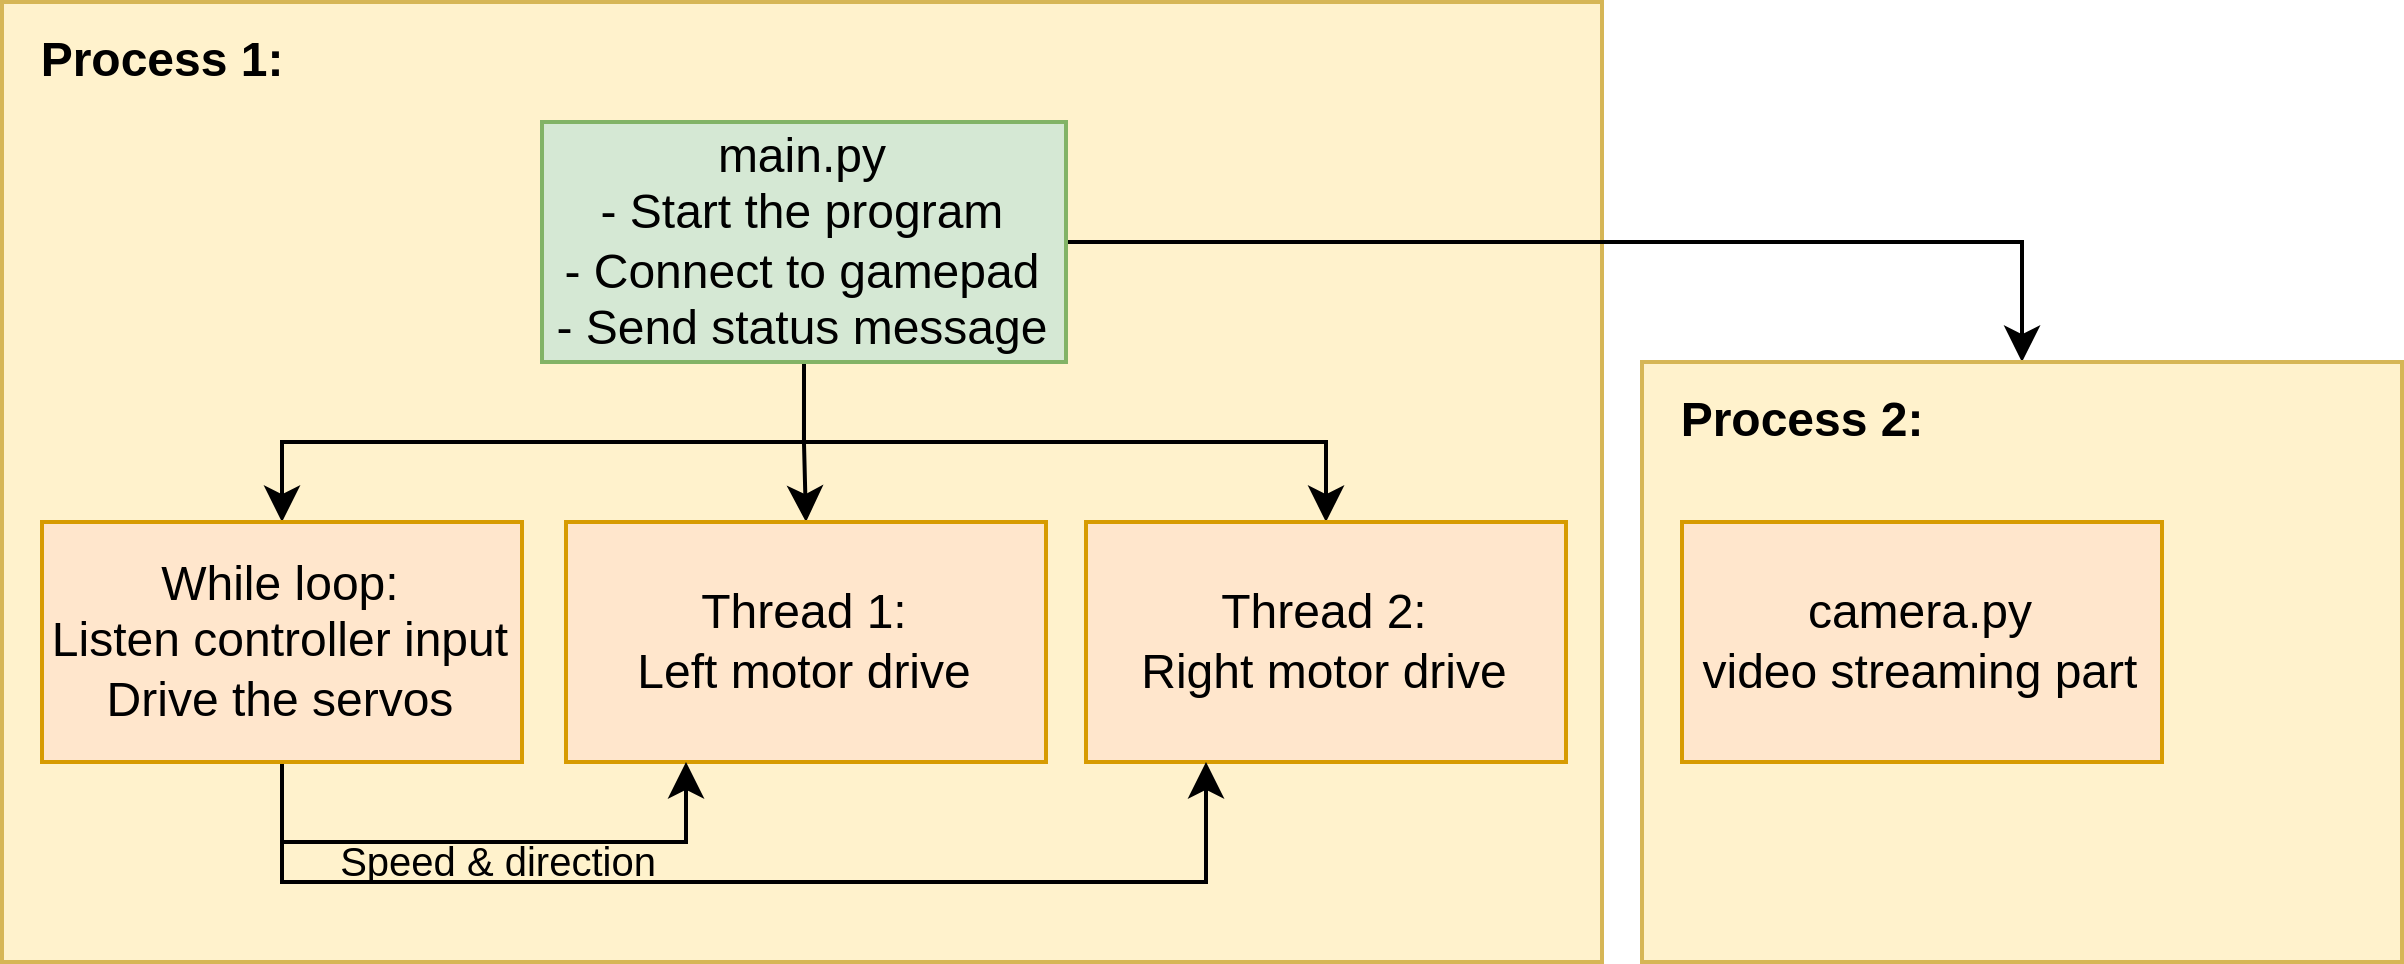 Process 1:
main.py
- Start the program
- Connect to gamepad
- Send status message
Process 2:
While loop:
Listen controller input
Drive the servos
Thread 1:
Left motor drive
Thread 2:
Right motor drive
camera.py
video streaming part
Speed & direction